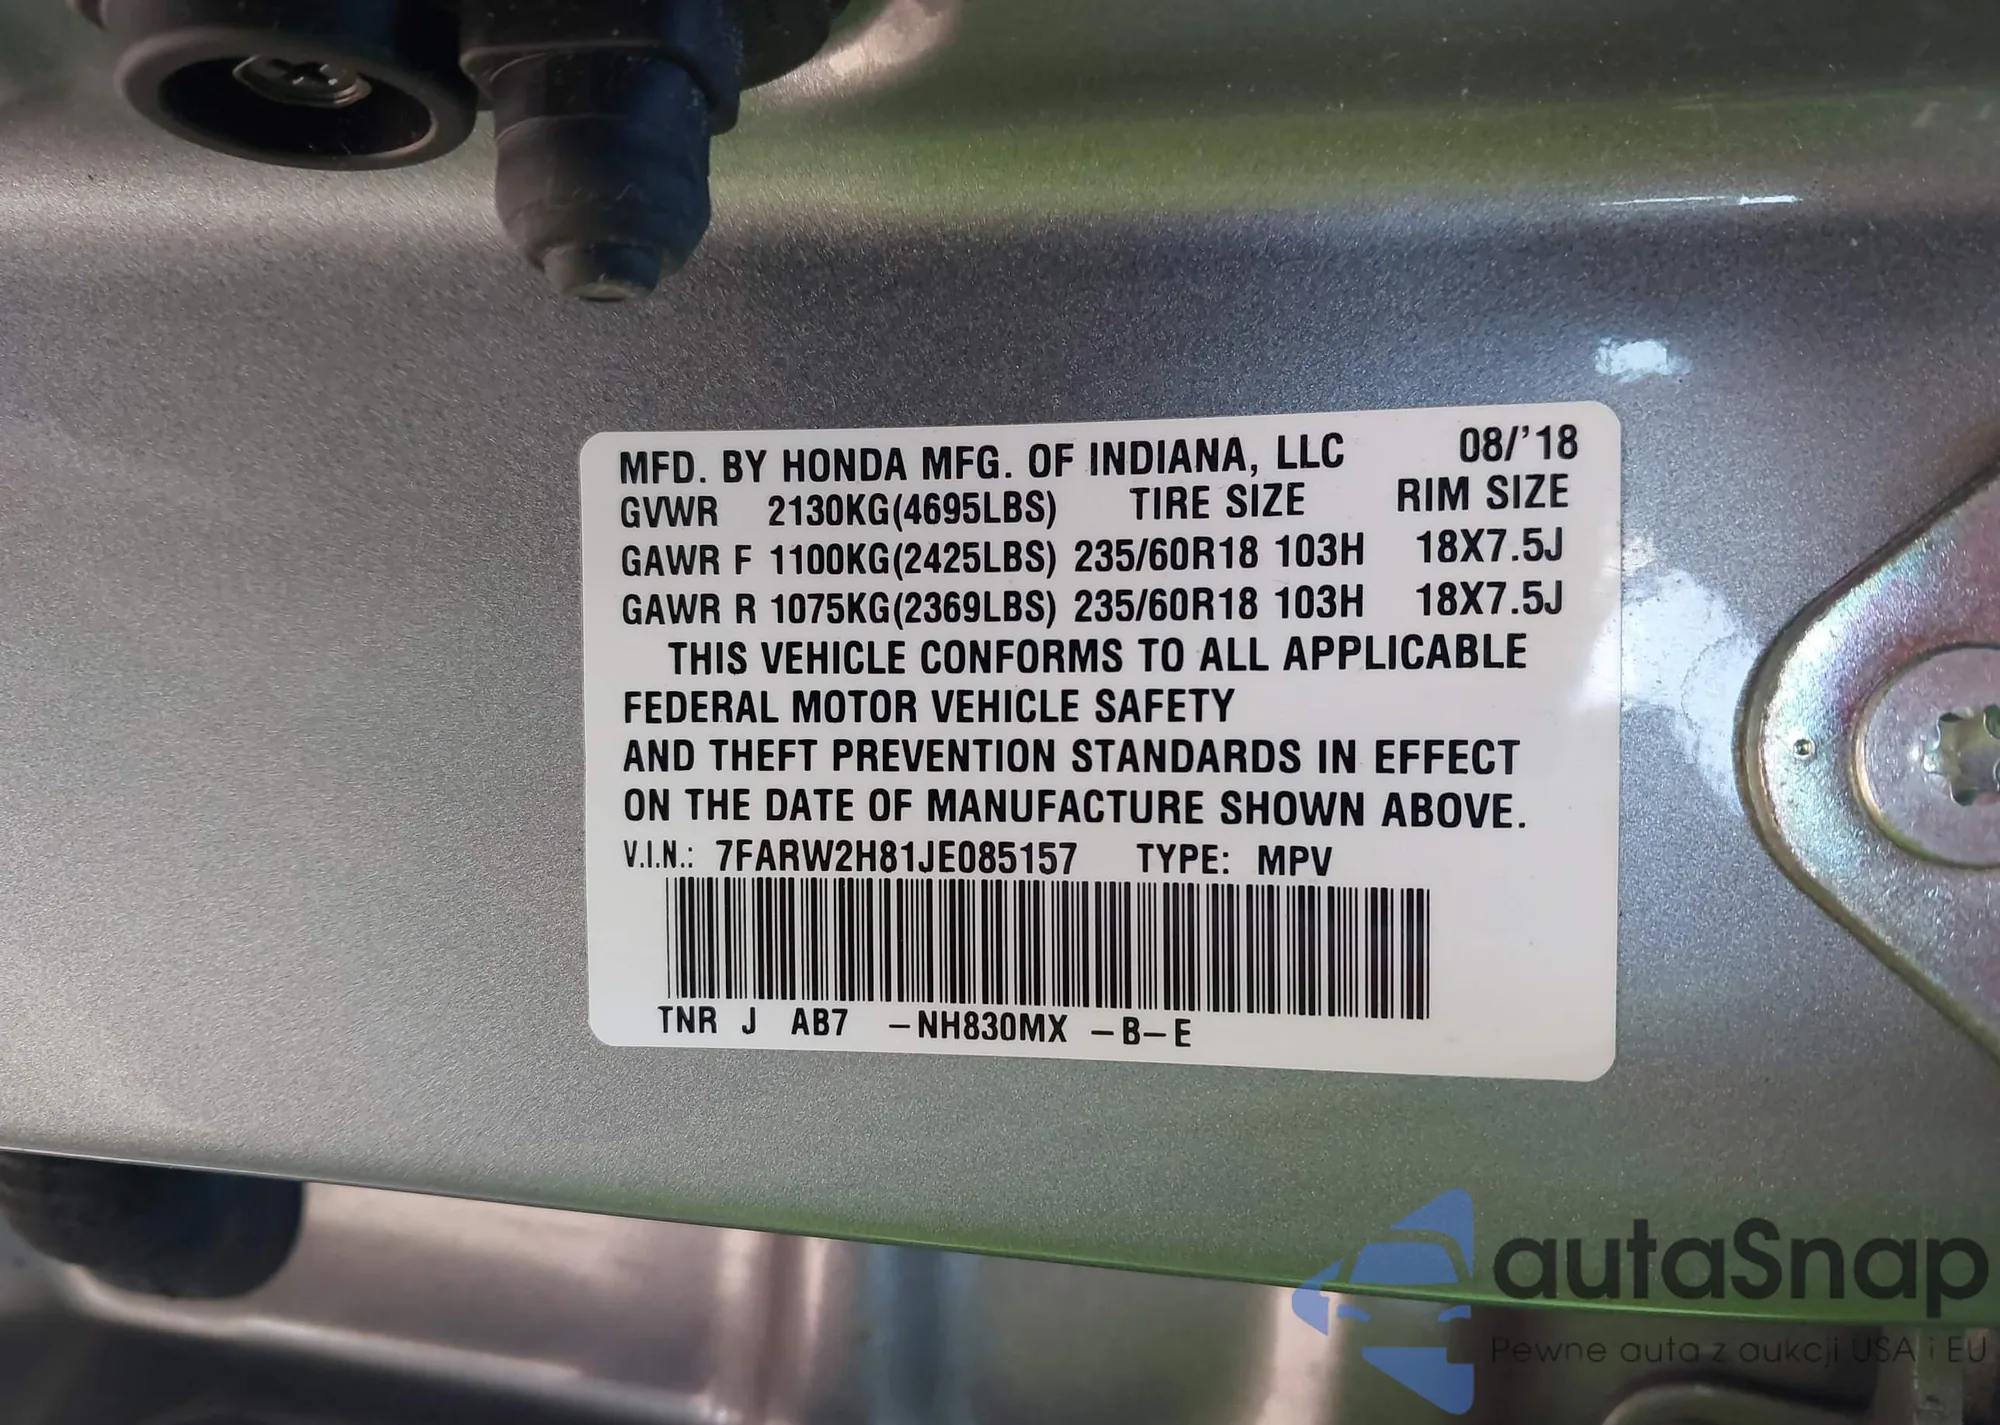 MFD. BY HONDA MFG. OF INDIANA, LLC 08/'18
GVWR 2130KG(4695LBS) TIRE SIZE RIM SIZE
GAWR F 1100KG(2425LBS) 235/60R18 103H 18X7.5J
GAWR R 1075KG(2369LBS) 235/60R18 103H 18X7.5J
THIS VEHICLE CONFORMS TO ALL APPLICABLE
FEDERAL MOTOR VEHICLE SAFETY
AND THEFT PREVENTION STANDARDS IN EFFECT
ON THE DATE OF MANUFACTURE SHOWN ABOVE.
V.I.N.: 7FARW2H81JE085157 TYPE: MPV
TNR J AB7 -NH830MX -B-E
autaSnap
Pewne auta z aukcji USA i EU